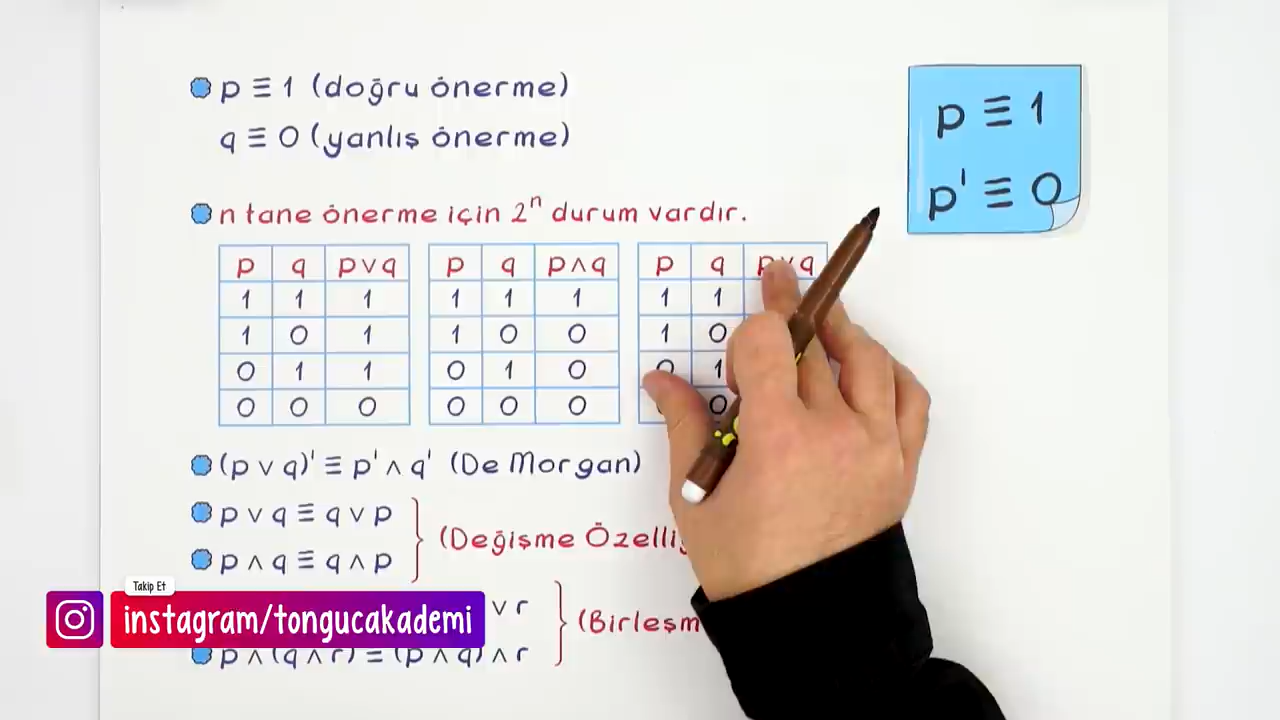 p ≡ 1 (doğru önerme)
q ≡ 0 (yanlış önerme)
p ≡ 1
p' ≡ 0
n tane önerme için 2ⁿ durum vardır.
p q p∨q
1 1 1
1 0 1
0 1 1
0 0 0
p q p∧q
1 1 1
1 0 0
0 1 0
0 0 0
p q
1 1
1 0
1
0
(p ∨ q)' ≡ p' ∧ q' (De Morgan)
p ∨ q ≡ q ∨ p
p ∧ q ≡ q ∧ p
(Değişme
Takip Et
instagram/tongucakademi
∨ r
p ∧ (q ∧ r) ≡ (p ∧ q) ∧ r